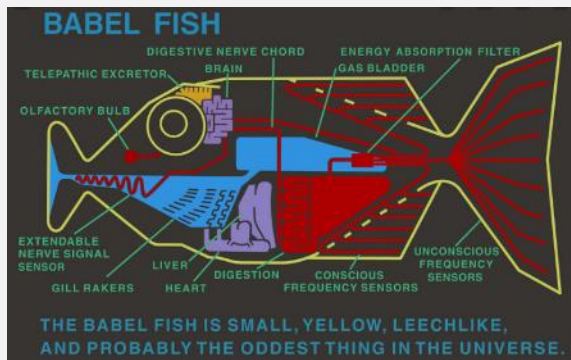 BABEL FISH
DIGESTIVE NERVE CHORD
ENERGY ABSORPTION FILTER
BRAIN
GAS BLADDER
TELEPATHIC EXCRETOR
OLFACTORY BULB
EXTENDABLE
NERVE SIGNAL
SENSOR
GILL RAKERS
LIVER
HEART
DIGESTION
CONSCIOUS
FREQUENCY SENSORS
UNCONSCIOUS
FREQUENCY
SENSORS
THE BABEL FISH IS SMALL, YELLOW, LEECHLIKE,
AND PROBABLY THE ODDEST THING IN THE UNIVERSE.